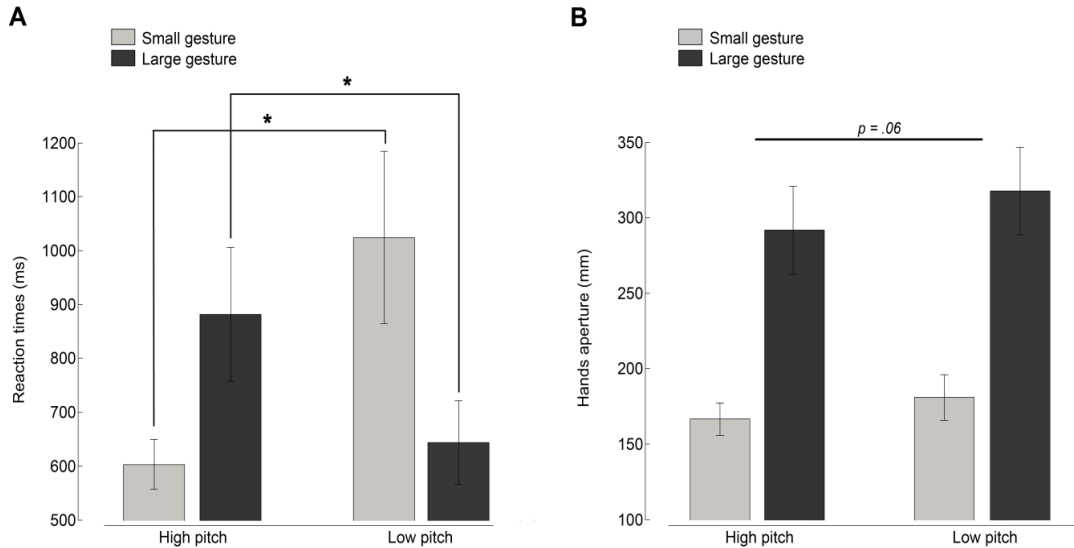 A
Small gesture
Large gesture
*
*
Reaction times (ms)
1200
1100
1000
900
800
700
600
500
High pitch
Low pitch
B
Small gesture
Large gesture
p = .06
Hands aperture (mm)
350
300
250
200
150
100
High pitch
Low pitch